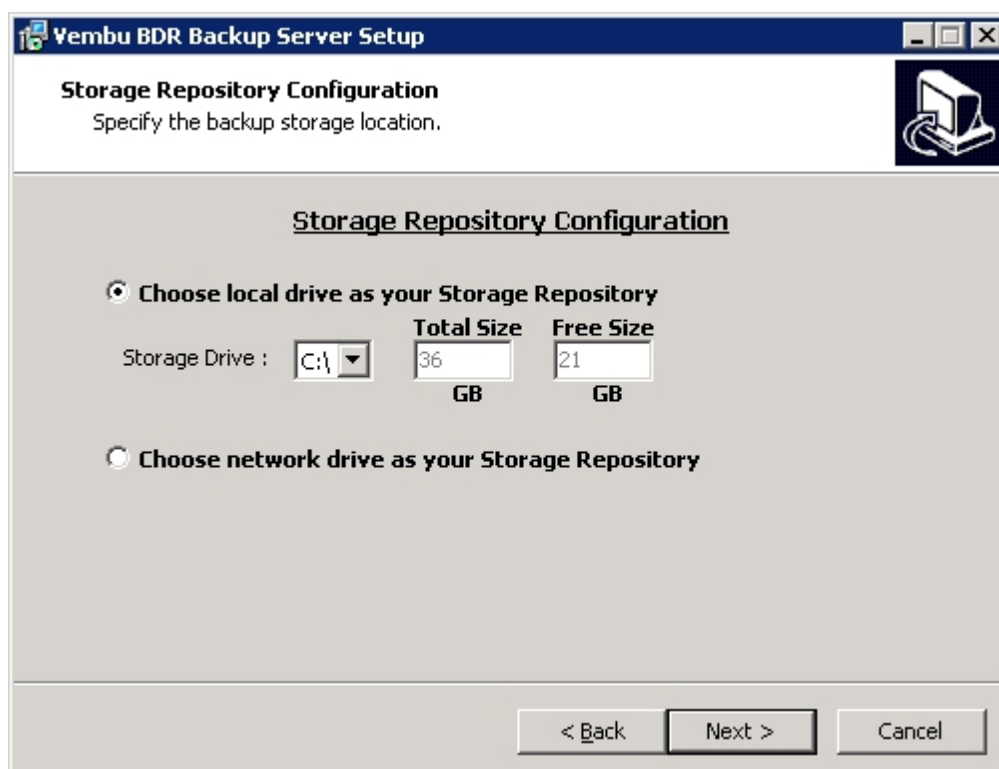 Vembu BDR Backup Server Setup
Storage Repository Configuration
Specify the backup storage location.
Storage Repository Configuration
Choose local drive as your Storage Repository
Total Size Free Size
Storage Drive : C:\ 36 21
GB GB
Choose network drive as your Storage Repository
< Back Next > Cancel